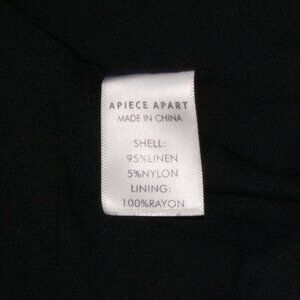 APIECE APART
MADE IN CHINA
SHELL:
95%LINEN
5%NYLON
LINING:
100%RAYON